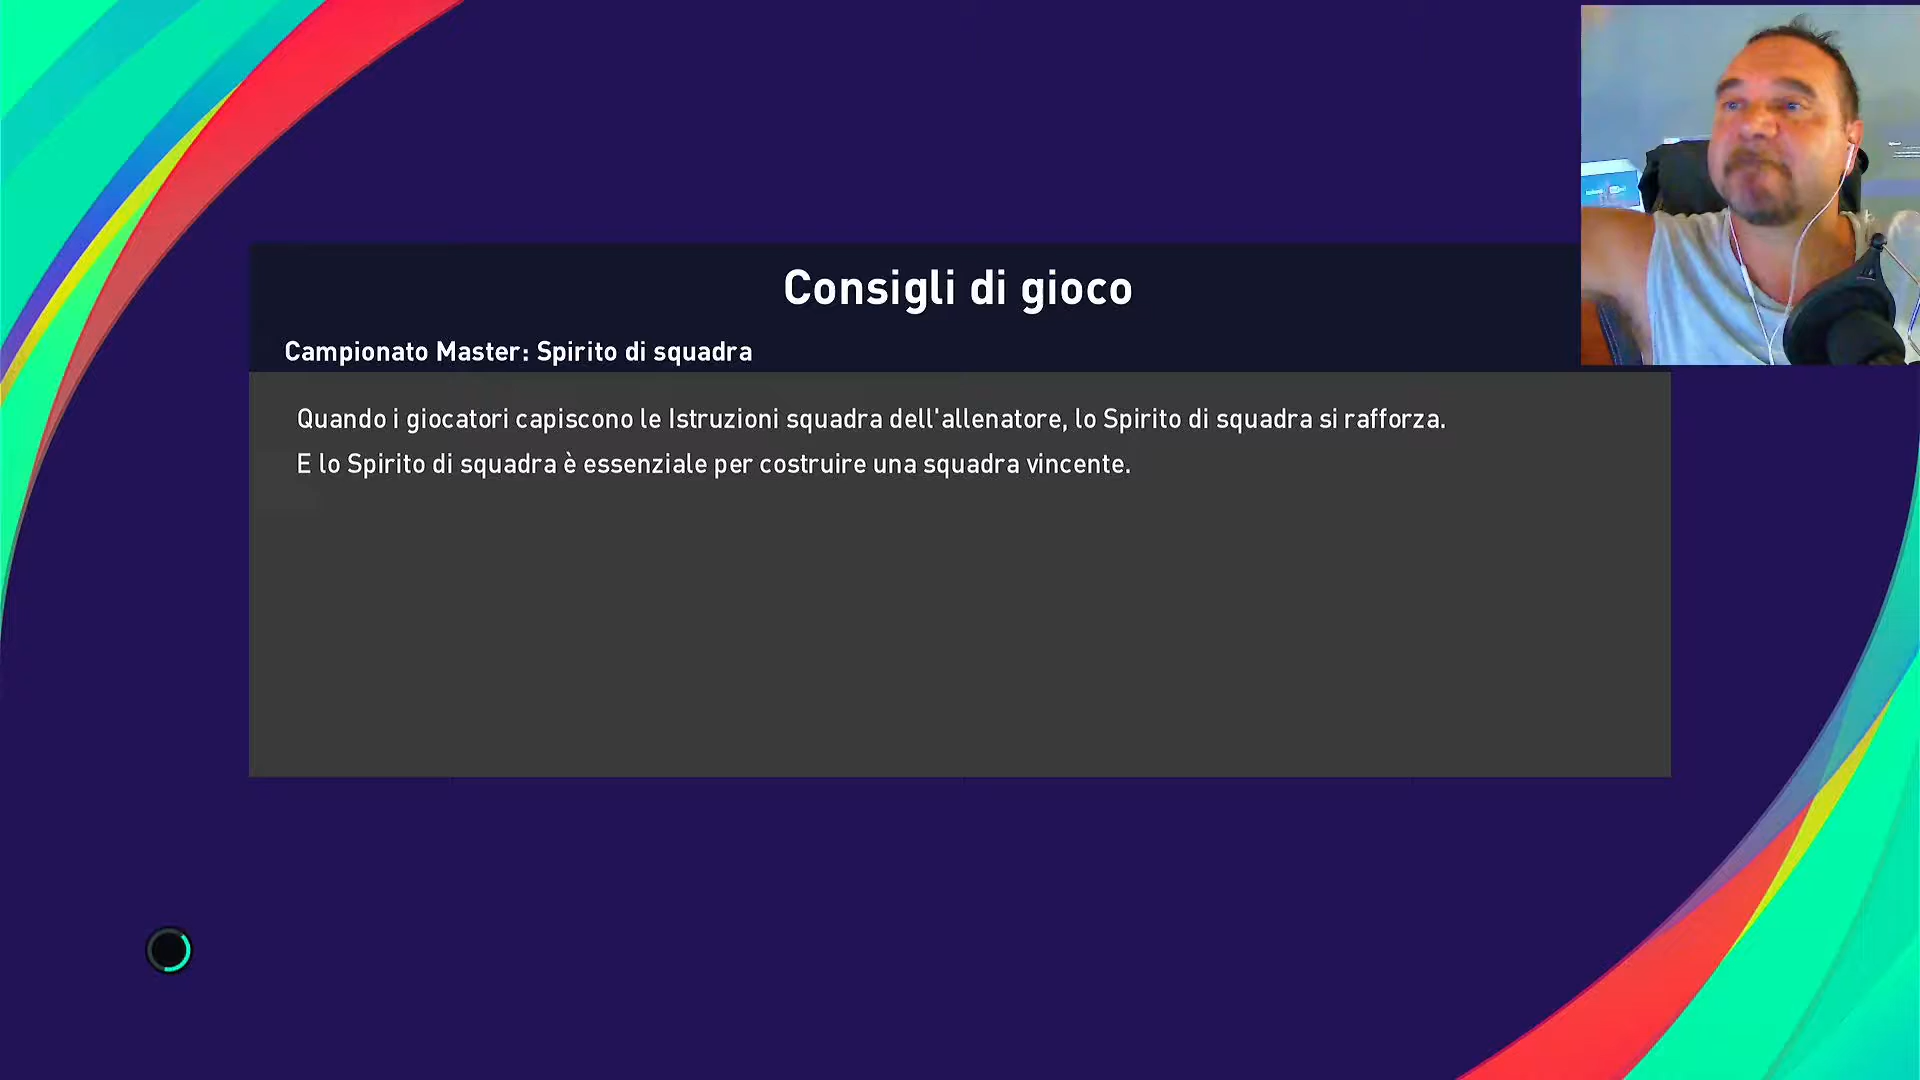 Consigli di gioco
Campionato Master: Spirito di squadra
Quando i giocatori capiscono le Istruzioni squadra dell'allenatore, lo Spirito di squadra si rafforza.
E lo Spirito di squadra è essenziale per costruire una squadra vincente.